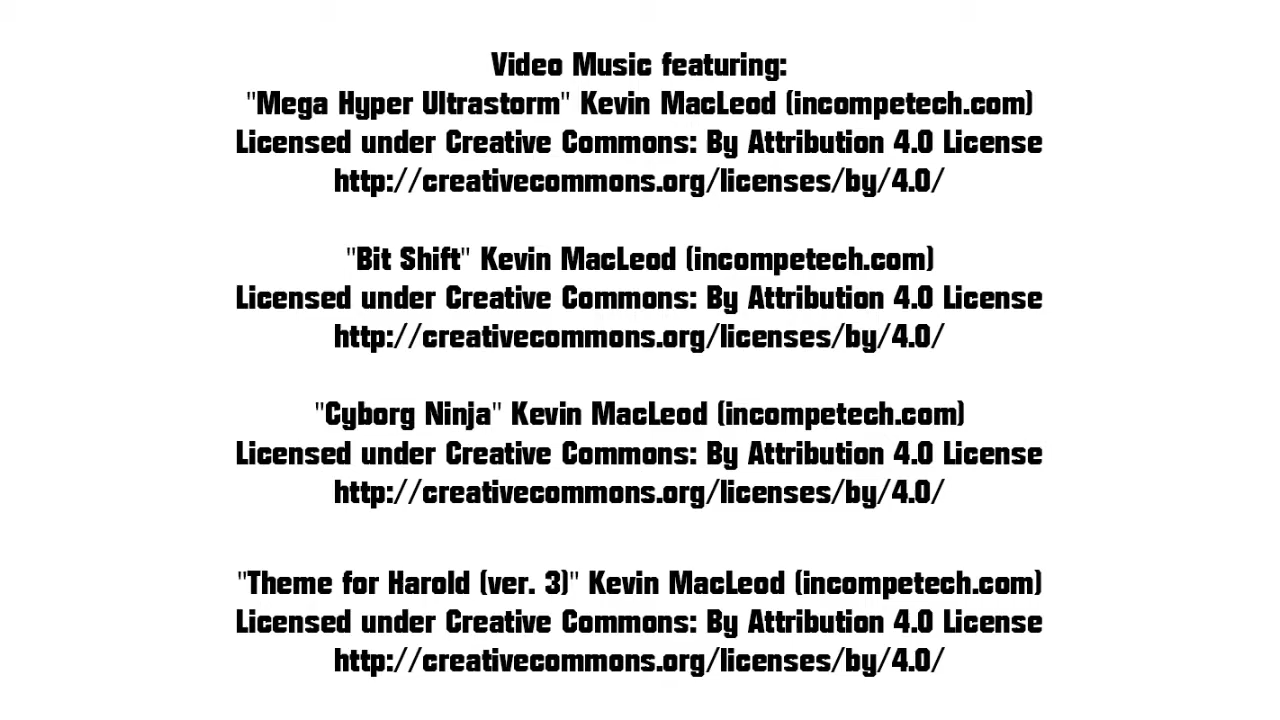 Video Music featuring:
"Mega Hyper Ultrastorm" Kevin MacLeod (incompetech.com)
Licensed under Creative Commons: By Attribution 4.0 License
http://creativecommons.org/licenses/by/4.0/
"Bit Shift" Kevin MacLeod (incompetech.com)
Licensed under Creative Commons: By Attribution 4.0 License
http://creativecommons.org/licenses/by/4.0/
"Cyborg Ninja" Kevin MacLeod (incompetech.com)
Licensed under Creative Commons: By Attribution 4.0 License
http://creativecommons.org/licenses/by/4.0/
"Theme for Harold (ver. 3)" Kevin MacLeod (incompetech.com)
Licensed under Creative Commons: By Attribution 4.0 License
http://creativecommons.org/licenses/by/4.0/